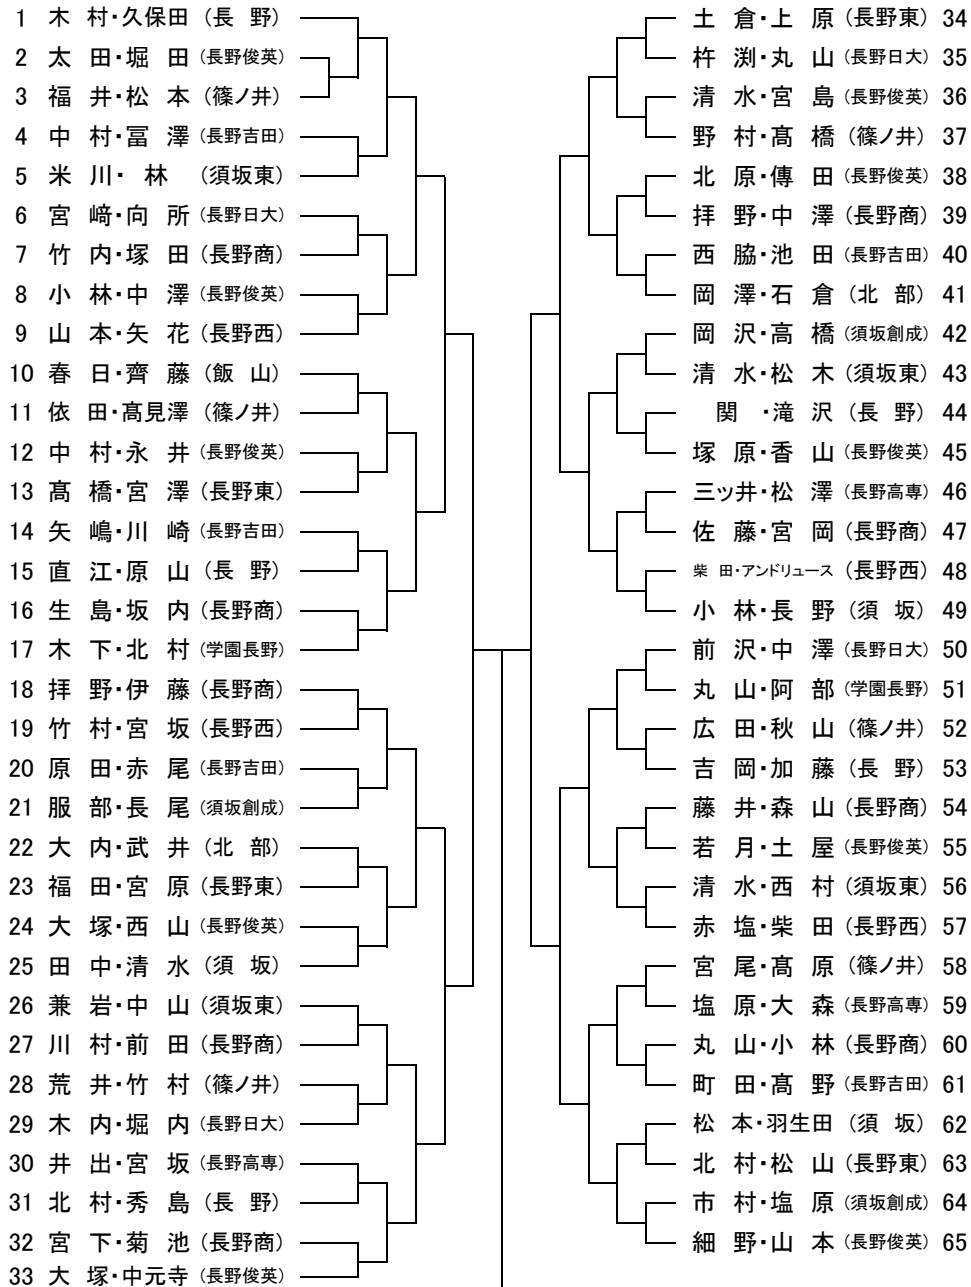 1 木 村・久保田 (長 野)
2 太 田・堀 田 (長野俊英)
3 福 井・松 本 (篠ノ井)
4 中 村・冨 澤 (長野吉田)
5 米 川・ 林 (須坂東)
6 宮 﨑・向 所 (長野日大)
7 竹 内・塚 田 (長野商)
8 小 林・中 澤 (長野俊英)
9 山 本・矢 花 (長野西)
10 春 日・齊 藤 (飯 山)
11 依 田・髙見澤 (篠ノ井)
12 中 村・永 井 (長野俊英)
13 髙 橋・宮 澤 (長野東)
14 矢 嶋・川 崎 (長野吉田)
15 直 江・原 山 (長 野)
16 生 島・坂 内 (長野商)
17 木 下・北 村 (学園長野)
18 拝 野・伊 藤 (長野商)
19 竹 村・宮 坂 (長野西)
20 原 田・赤 尾 (長野吉田)
21 服 部・長 尾 (須坂創成)
22 大 内・武 井 (北 部)
23 福 田・宮 原 (長野東)
24 大 塚・西 山 (長野俊英)
25 田 中・清 水 (須 坂)
26 兼 岩・中 山 (須坂東)
27 川 村・前 田 (長野商)
28 荒 井・竹 村 (篠ノ井)
29 木 内・堀 内 (長野日大)
30 井 出・宮 坂 (長野高専)
31 北 村・秀 島 (長 野)
32 宮 下・菊 池 (長野商)
33 大 塚・中元寺 (長野俊英)
土 倉・上 原 (長野東) 34
杵 渕・丸 山 (長野日大) 35
清 水・宮 島 (長野俊英) 36
野 村・髙 橋 (篠ノ井) 37
北 原・傳 田 (長野俊英) 38
拝 野・中 澤 (長野商) 39
西 脇・池 田 (長野吉田) 40
岡 澤・石 倉 (北 部) 41
岡 沢・高 橋 (須坂創成) 42
清 水・松 木 (須坂東) 43
関 ・滝 沢 (長 野) 44
塚 原・香 山 (長野俊英) 45
三ッ井・松 澤 (長野高専) 46
佐 藤・宮 岡 (長野商) 47
柴 田・アンドリュース (長野西) 48
小 林・長 野 (須 坂) 49
前 沢・中 澤 (長野日大) 50
丸 山・阿 部 (学園長野) 51
広 田・秋 山 (篠ノ井) 52
吉 岡・加 藤 (長 野) 53
藤 井・森 山 (長野商) 54
若 月・土 屋 (長野俊英) 55
清 水・西 村 (須坂東) 56
赤 塩・柴 田 (長野西) 57
宮 尾・髙 原 (篠ノ井) 58
塩 原・大 森 (長野高専) 59
丸 山・小 林 (長野商) 60
町 田・髙 野 (長野吉田) 61
松 本・羽生田 (須 坂) 62
北 村・松 山 (長野東) 63
市 村・塩 原 (須坂創成) 64
細 野・山 本 (長野俊英) 65